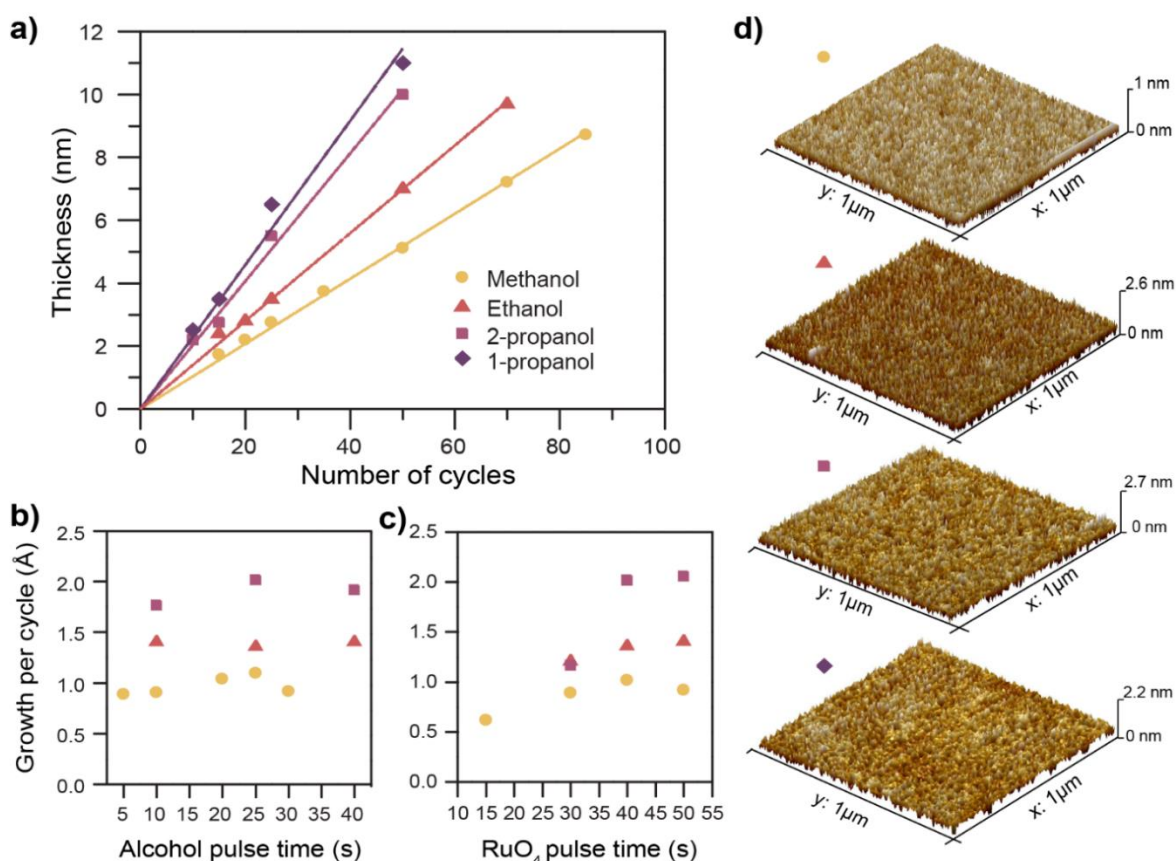 a)
12
10
8
6
4
2
0
Thickness (nm)
Methanol
Ethanol
2-propanol
1-propanol
0 20 40 60 80 100
Number of cycles
b)
2.5
2.0
1.5
1.0
0.5
0.0
Growth per cycle (Å)
5 10 15 20 25 30 35 40
Alcohol pulse time (s)
c)
2.5
2.0
1.5
1.0
0.5
0.0
10 15 20 25 30 35 40 45 50 55
RuO4 pulse time (s)
d)
1 nm
0 nm
y: 1µm
x: 1µm
2.6 nm
0 nm
y: 1µm
x: 1µm
2.7 nm
0 nm
y: 1µm
x: 1µm
2.2 nm
0 nm
y: 1µm
x: 1µm